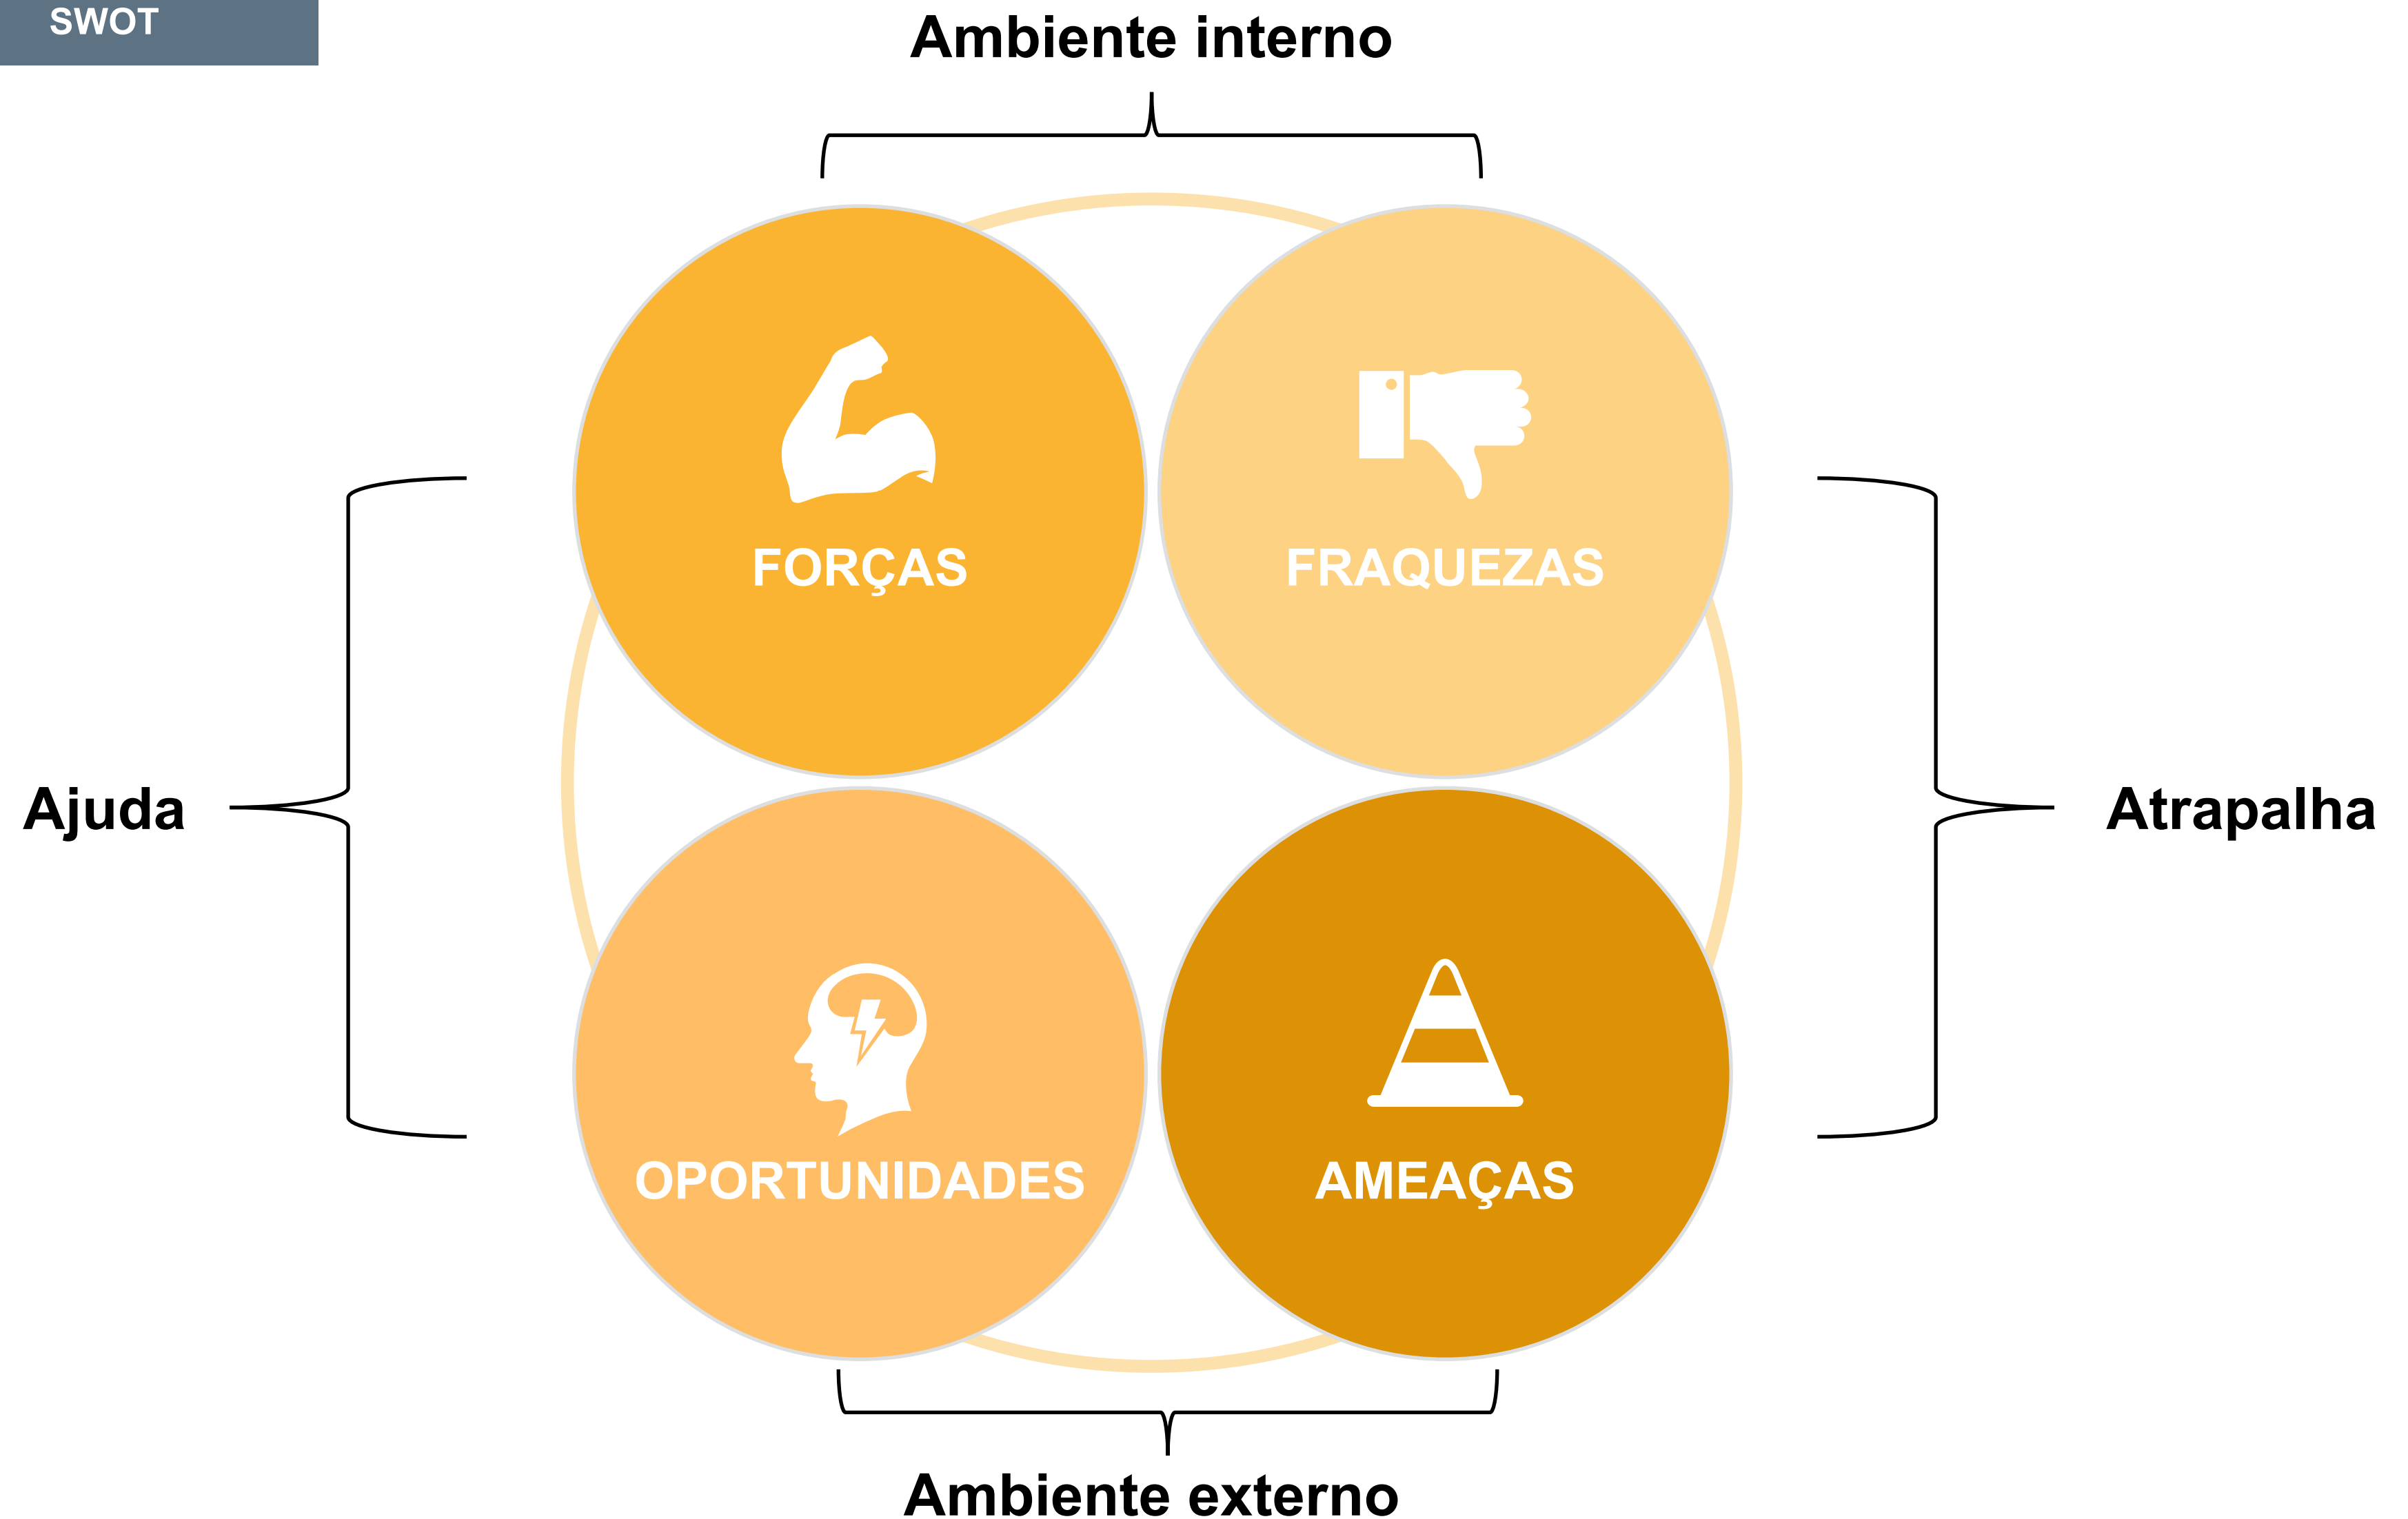 SWOT
Ambiente interno
FORÇAS
FRAQUEZAS
Ajuda
Atrapalha
OPORTUNIDADES
AMEAÇAS
Ambiente externo